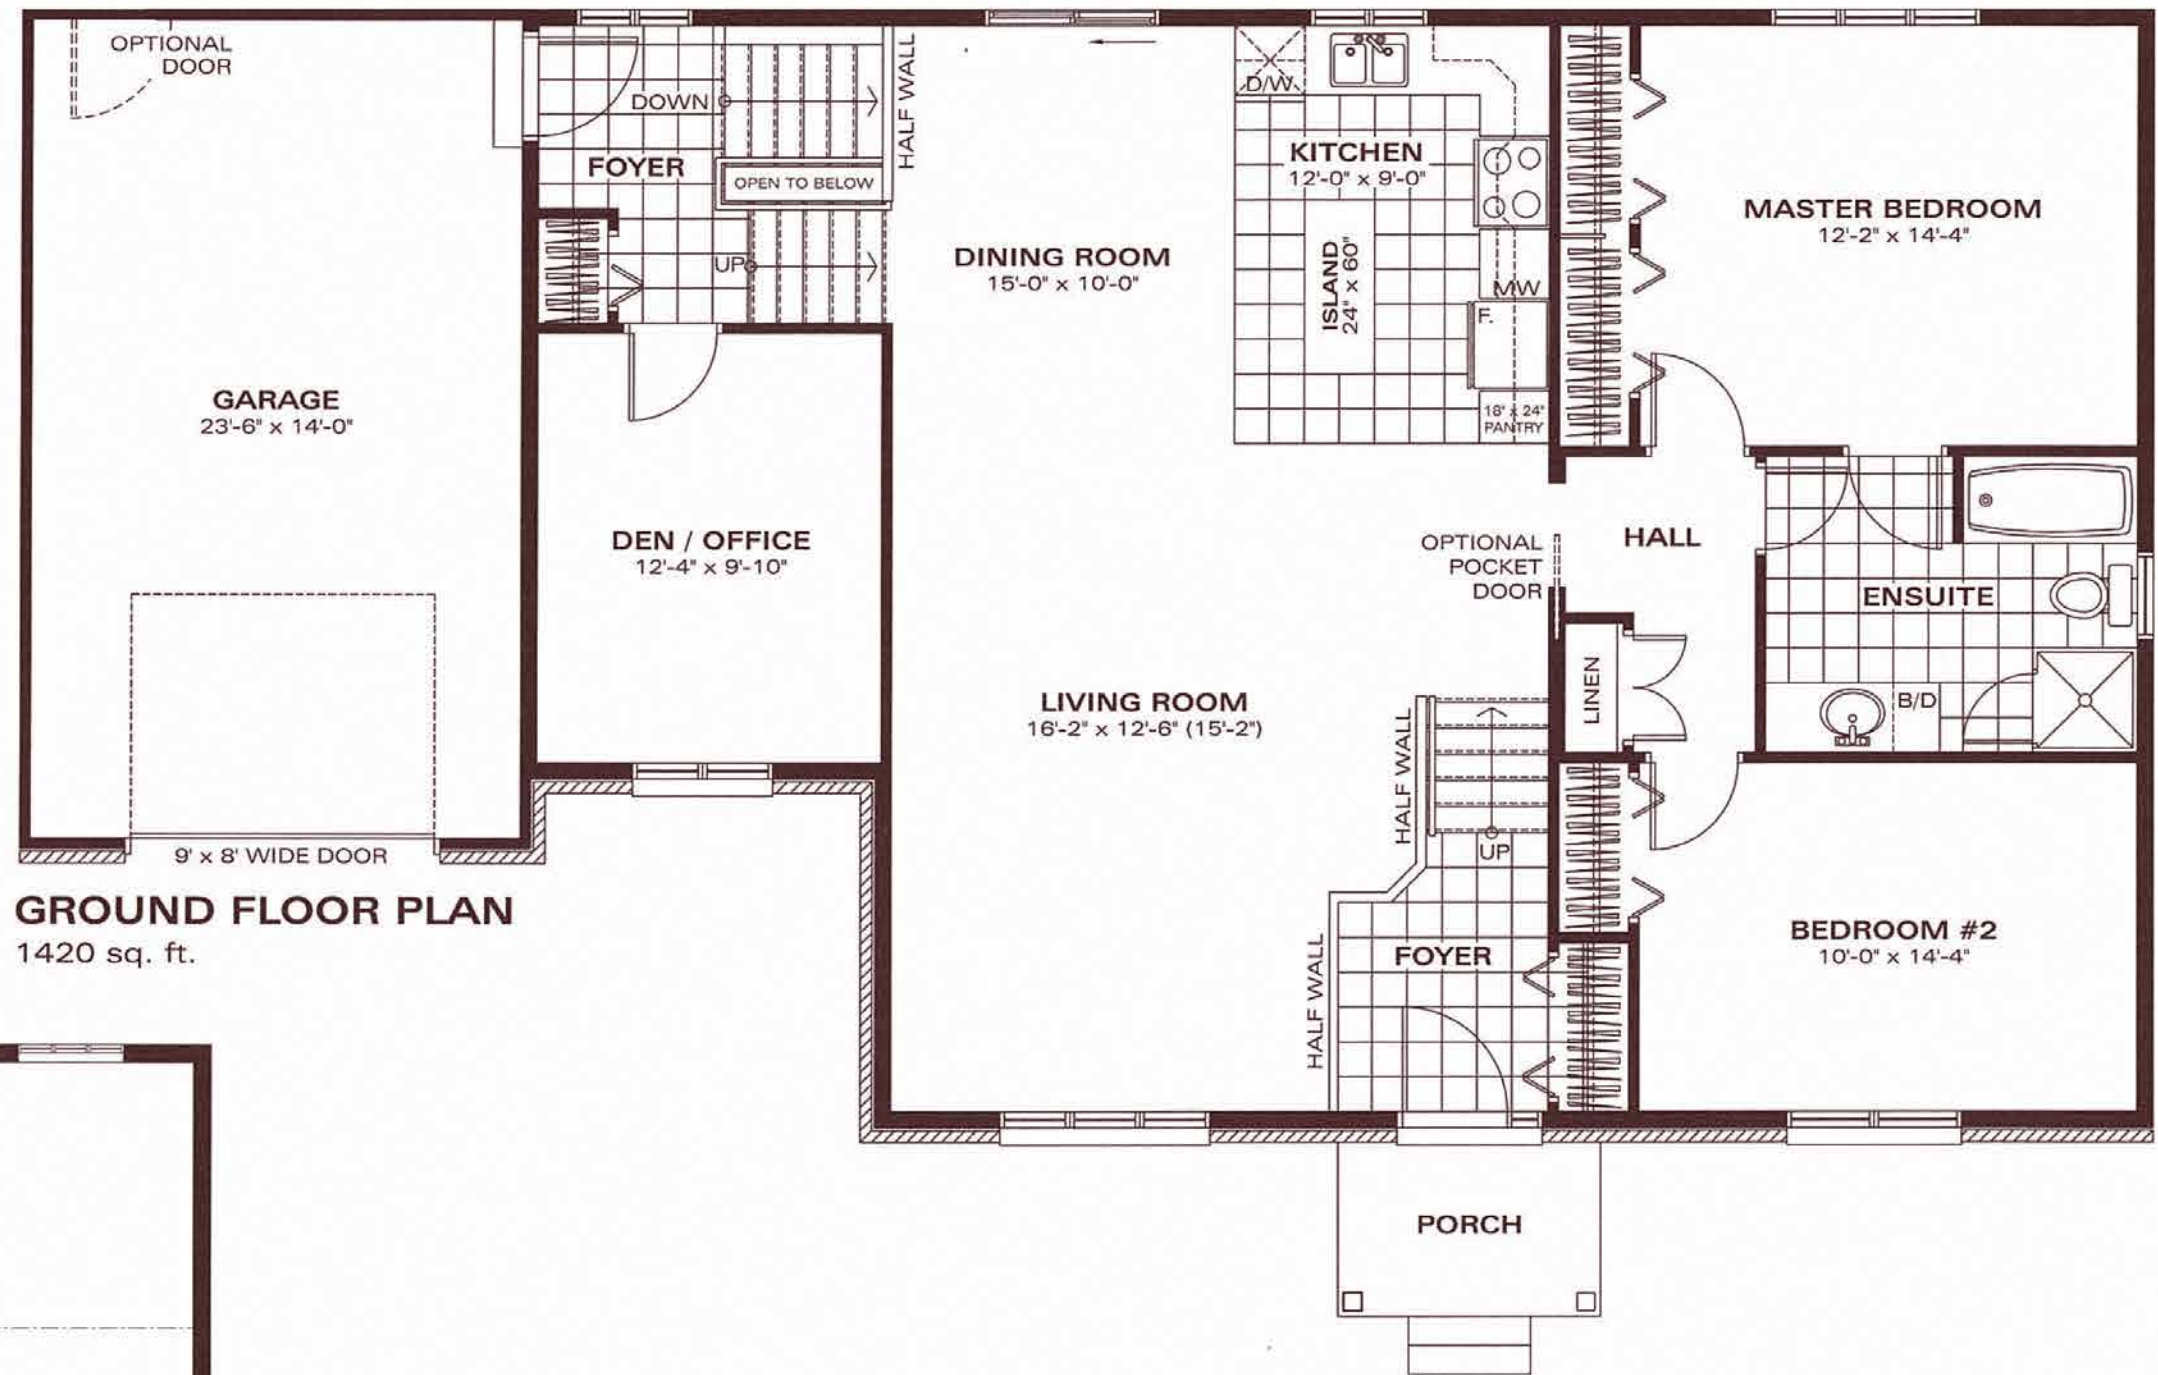 OPTIONAL
DOOR
GARAGE
23'-6" x 14'-0"
9' x 8' WIDE DOOR
DOWN
FOYER
OPEN TO BELOW
UP
HALF WALL
DEN / OFFICE
12'-4" x 9'-10"
DINING ROOM
15'-0" x 10'-0"
D/W
KITCHEN
12'-0" x 9'-0"
ISLAND
24" x 60"
MW
F.
18" x 24"
PANTRY
MASTER BEDROOM
12'-2" x 14'-4"
OPTIONAL
POCKET
DOOR
HALL
ENSUITE
LINEN
B/D
LIVING ROOM
16'-2" x 12'-6" (15'-2")
HALF WALL
UP
HALF WALL
FOYER
BEDROOM #2
10'-0" x 14'-4"
PORCH
GROUND FLOOR PLAN
1420 sq. ft.